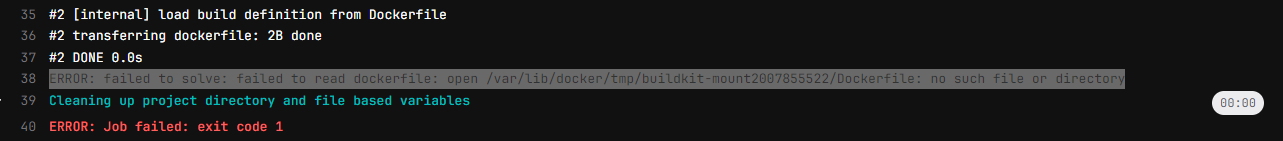 35 #2 [internal] load build definition from Dockerfile
36 #2 transferring dockerfile: 2B done
37 #2 DONE 0.0s
38 ERROR: failed to solve: failed to read dockerfile: open /var/lib/docker/tmp/buildkit-mount2007855522/Dockerfile: no such file or directory
39 Cleaning up project directory and file based variables 00:00
40 ERROR: Job failed: exit code 1